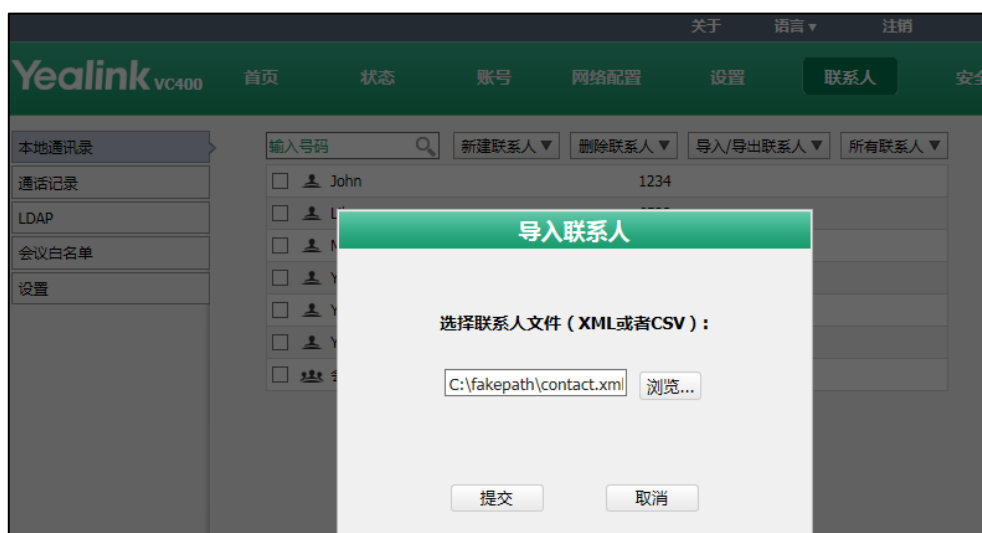 关于 语言▼ 注销
Yealink VC400 首页 状态 账号 网络配置 设置 联系人
本地通讯录
通话记录
LDAP
会议白名单
设置
输入号码 新建联系人▼ 删除联系人▼ 导入/导出联系人▼ 所有联系人▼
John 1234
导入联系人
选择联系人文件（XML或者CSV）：
C:\fakepath\contact.xml 浏览...
提交 取消